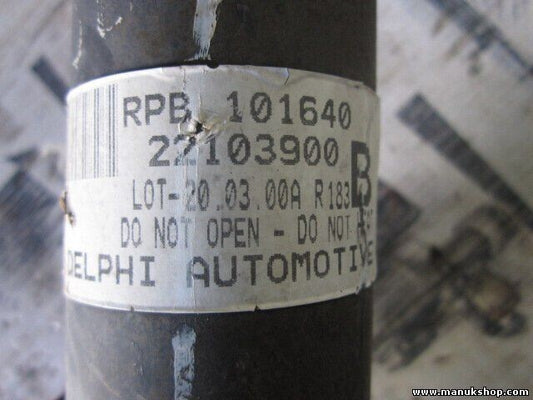 RPB 101640
22103900
LOT-20.03.00A R183
B
DO NOT OPEN - DO NOT
DELPHI AUTOMOTIVE
www.manukshop.com